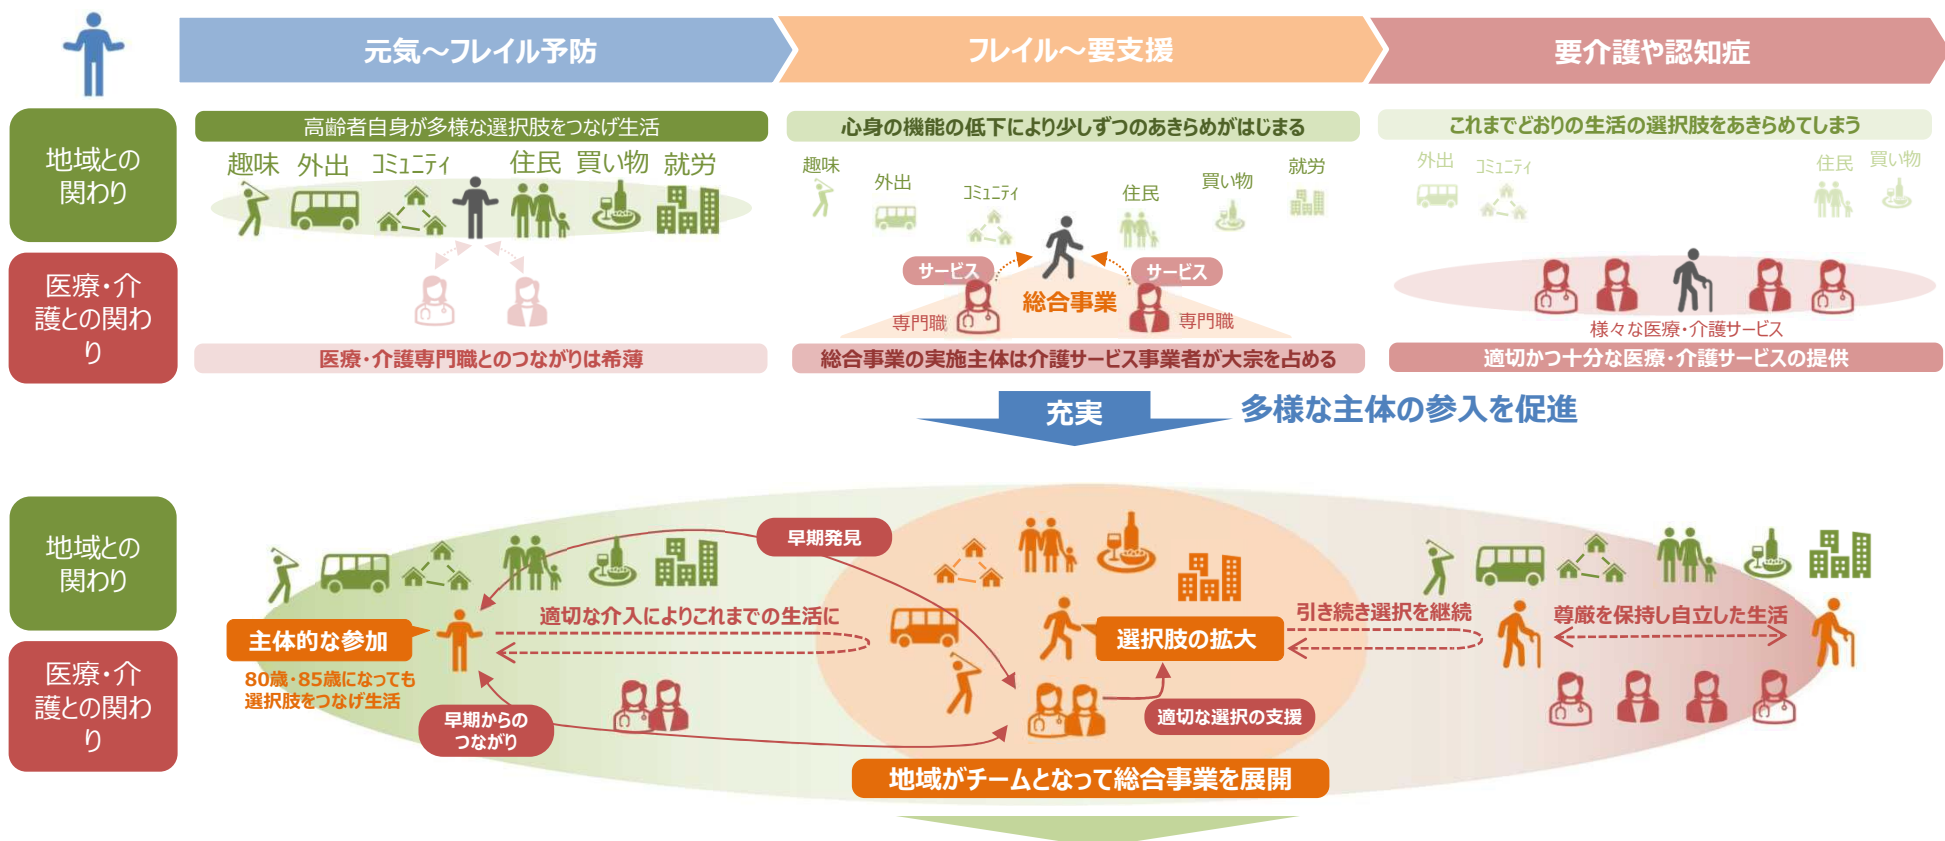 元気～フレイル予防
フレイル～要支援
要介護や認知症
地域との
関わり
高齢者自身が多様な選択肢をつなげ生活
趣味 外出 コミュニティ 住民 買い物 就労
心身の機能の低下により少しずつのあきらめがはじまる
趣味
外出
コミュニティ
住民
買い物
就労
これまでどおりの生活の選択肢をあきらめてしまう
外出
コミュニティ
住民
買い物
医療・介
護との関わ
り
医療・介護専門職とのつながりは希薄
サービス
サービス
総合事業
専門職
専門職
総合事業の実施主体は介護サービス事業者が大宗を占める
様々な医療・介護サービス
適切かつ十分な医療・介護サービスの提供
充実
多様な主体の参入を促進
地域との
関わり
医療・介
護との関わ
り
早期発見
適切な介入によりこれまでの生活に
主体的な参加
80歳・85歳になっても
選択肢をつなげ生活
早期からの
つながり
選択肢の拡大
引き続き選択を継続
尊厳を保持し自立した生活
適切な選択の支援
地域がチームとなって総合事業を展開